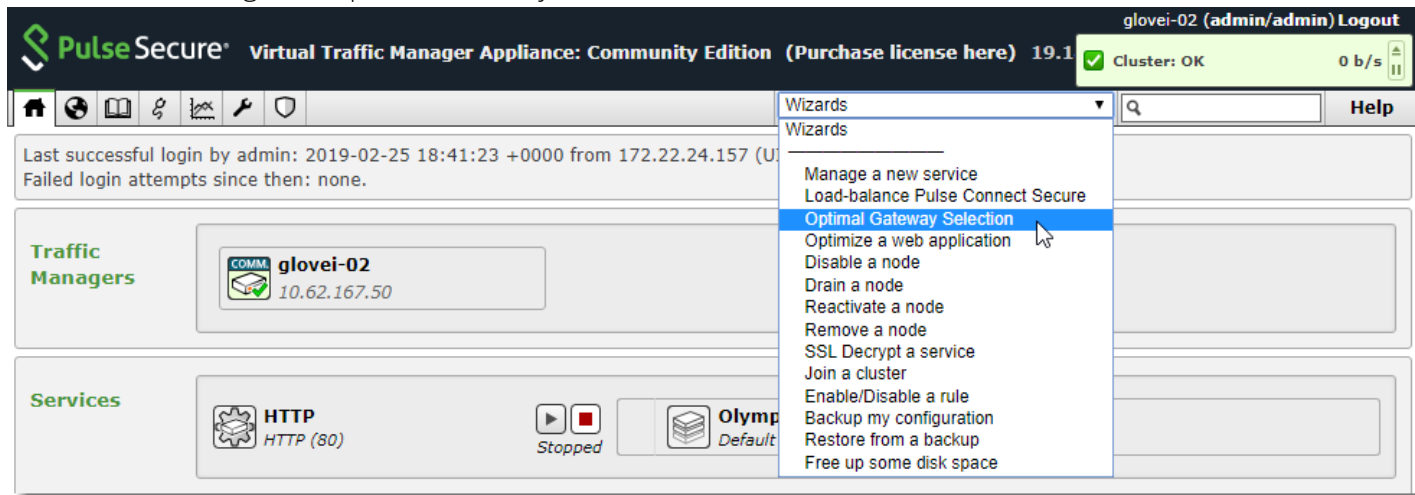 glovei-02 (admin/admin) Logout
Pulse Secure® Virtual Traffic Manager Appliance: Community Edition (Purchase license here) 19.1
Cluster: OK 0 b/s
Wizards Help
Wizards
Last successful login by admin: 2019-02-25 18:41:23 +0000 from 172.22.24.157
Failed login attempts since then: none.
Manage a new service
Load-balance Pulse Connect Secure
Optimal Gateway Selection
Optimize a web application
Disable a node
Drain a node
Reactivate a node
Remove a node
SSL Decrypt a service
Join a cluster
Enable/Disable a rule
Backup my configuration
Restore from a backup
Free up some disk space
Traffic
Managers
COMM. glovei-02
10.62.167.50
Services
HTTP
HTTP (80)
Stopped
Olymp
Default